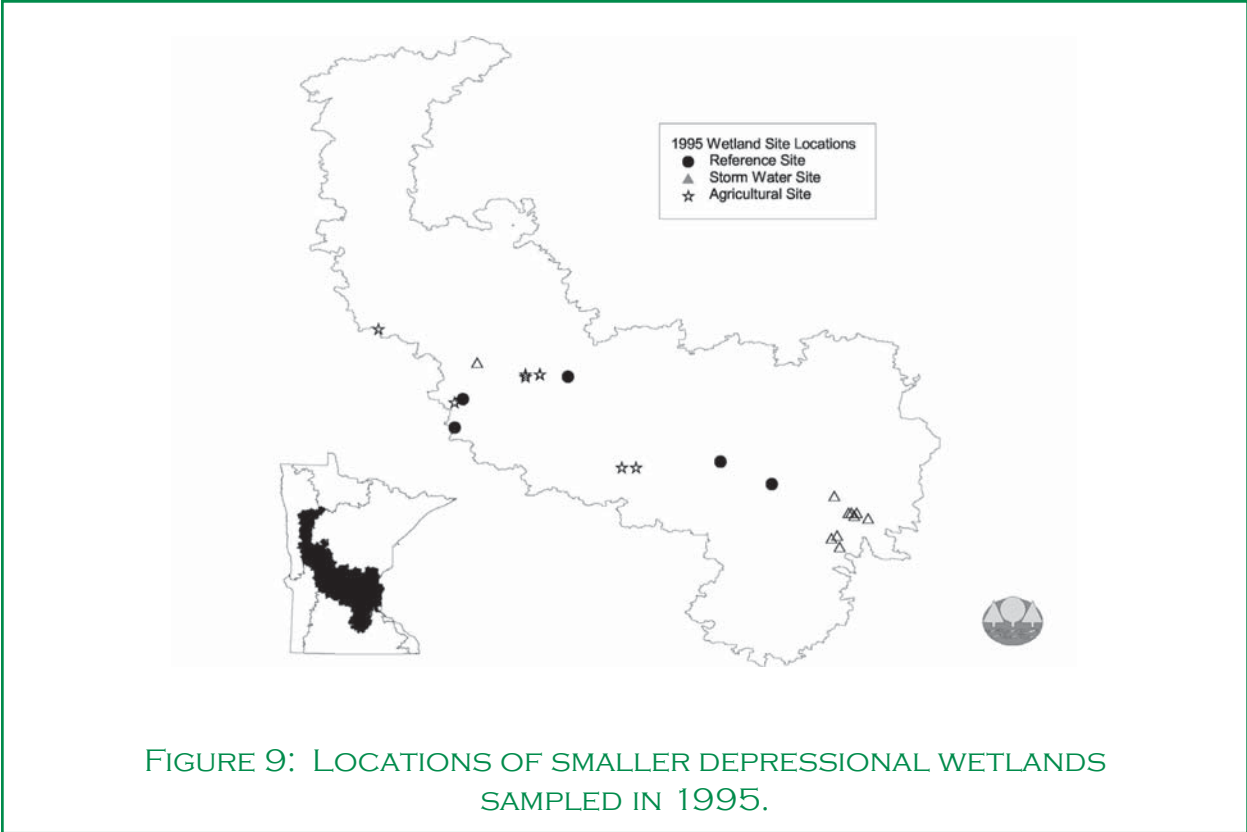 1995 Wetland Site Locations
Reference Site
Storm Water Site
Agricultural Site
FIGURE 9: LOCATIONS OF SMALLER DEPRESSIONAL WETLANDS
SAMPLED IN 1995.